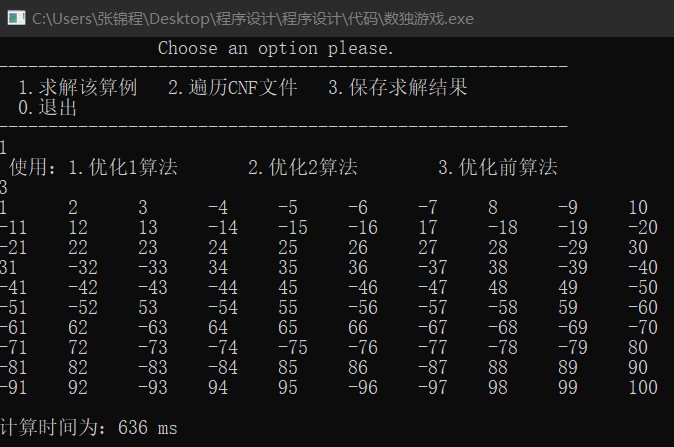 C:\Users\张锦程\Desktop\程序设计\程序设计\代码\数独游戏.exe
Choose an option please.
---------------------------------------------------------
1.求解该算例 2.遍历CNF文件 3.保存求解结果
0.退出
---------------------------------------------------------
1
使用：1.优化1算法 2.优化2算法 3.优化前算法
3
1 2 3 -4 -5 -6 -7 8 -9 10
-11 12 13 -14 -15 -16 17 -18 -19 -20
-21 22 23 24 25 26 27 28 -29 30
31 -32 -33 34 35 36 -37 38 -39 -40
-41 -42 -43 -44 45 -46 -47 48 49 -50
-51 -52 53 -54 55 -56 -57 -58 59 -60
-61 62 -63 64 65 66 -67 -68 -69 -70
-71 72 -73 -74 -75 -76 -77 -78 -79 80
-81 82 -83 -84 85 86 -87 88 89 90
-91 92 -93 94 95 -96 -97 98 99 100
计算时间为：636 ms